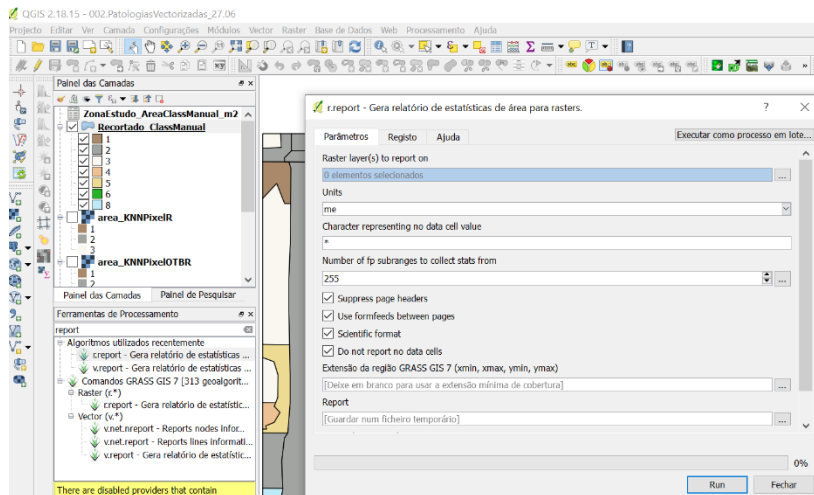 QGIS 2.18.15 - 002.PatologiasVectorizadas_27.06
Projecto Editar Ver Camada Configurações Módulos Vector Raster Base de Dados Web Processamento Ajuda
Painel das Camadas
ZonaEstudo_AreaClassManual_m2
Recortado_ClassManual
1
2
3
4
5
6
8
area_KNNPixelR
1
2
3
area_KNNPixelOTBR
1
2
Painel das Camadas Painel de Pesquisar
Ferramentas de Processamento
report
Algoritmos utilizados recentemente
r.report - Gera relatório de estatísticas ...
v.report - Gera relatório de estatísticas ...
Comandos GRASS GIS 7 [313 geoalgorit...
Raster (r.*)
r.report - Gera relatório de estatístic...
Vector (v.*)
v.net.nreport - Reports nodes infor...
v.net.report - Reports lines informati...
v.report - Gera relatório de estatístic...
There are disabled providers that contain
r.report - Gera relatório de estatísticas de área para rasters.
Parâmetros Registo Ajuda
Executar como processo em lote...
Raster layer(s) to report on
0 elementos selecionados
...
Units
me
Character representing no data cell value
*
Number of fp subranges to collect stats from
255
...
Suppress page headers
Use formfeeds between pages
Scientific format
Do not report no data cells
Extensão da região GRASS GIS 7 (xmin, xmax, ymin, ymax)
[Deixe em branco para usar a extensão mínima de cobertura]
...
Report
[Guardar num ficheiro temporário]
...
0%
Run Fechar